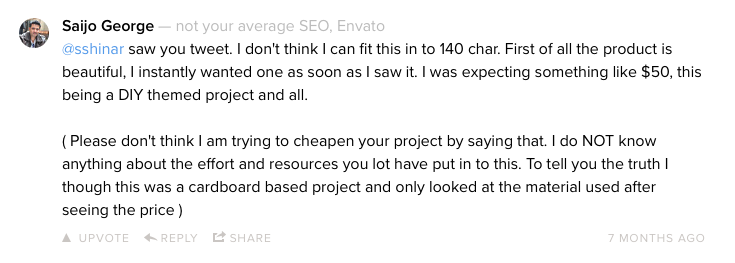 Saijo George — not your average SEO, Envato
@sshinar saw you tweet. I don't think I can fit this in to 140 char. First of all the product is
beautiful, I instantly wanted one as soon as I saw it. I was expecting something like $50, this
being a DIY themed project and all.
( Please don't think I am trying to cheapen your project by saying that. I do NOT know
anything about the effort and resources you lot have put in to this. To tell you the truth I
though this was a cardboard based project and only looked at the material used after
seeing the price )
UPVOTE REPLY SHARE 7 MONTHS AGO